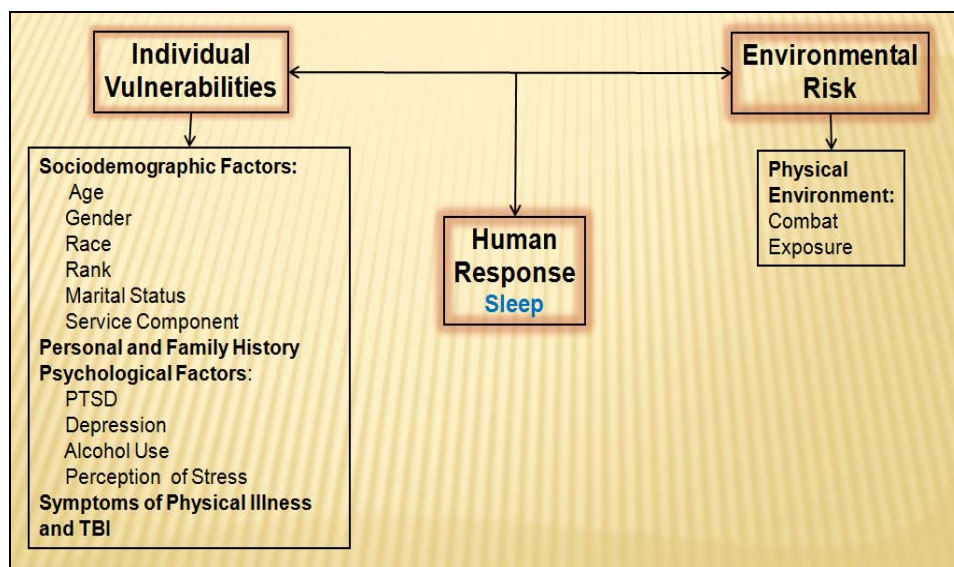 Individual
Vulnerabilities
Environmental
Risk
Sociodemographic Factors:
Age
Gender
Race
Rank
Marital Status
Service Component
Personal and Family History
Psychological Factors:
PTSD
Depression
Alcohol Use
Perception of Stress
Symptoms of Physical Illness
and TBI
Human
Response
Sleep
Physical
Environment:
Combat
Exposure